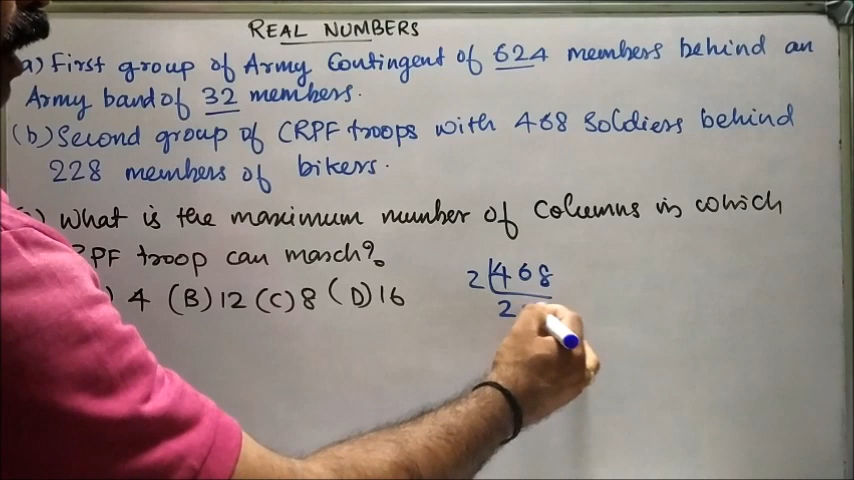 REAL NUMBERS
a) First group of Army Contingent of 624 members behind an
Army band of 32 members.
(b) Second group of CRPF troops with 468 Soldiers behind
228 members of bikers.
) What is the maximum number of Columns in which
RPF troop can march?
) 4 (B) 12 (C) 8 (D) 16
2 468
2